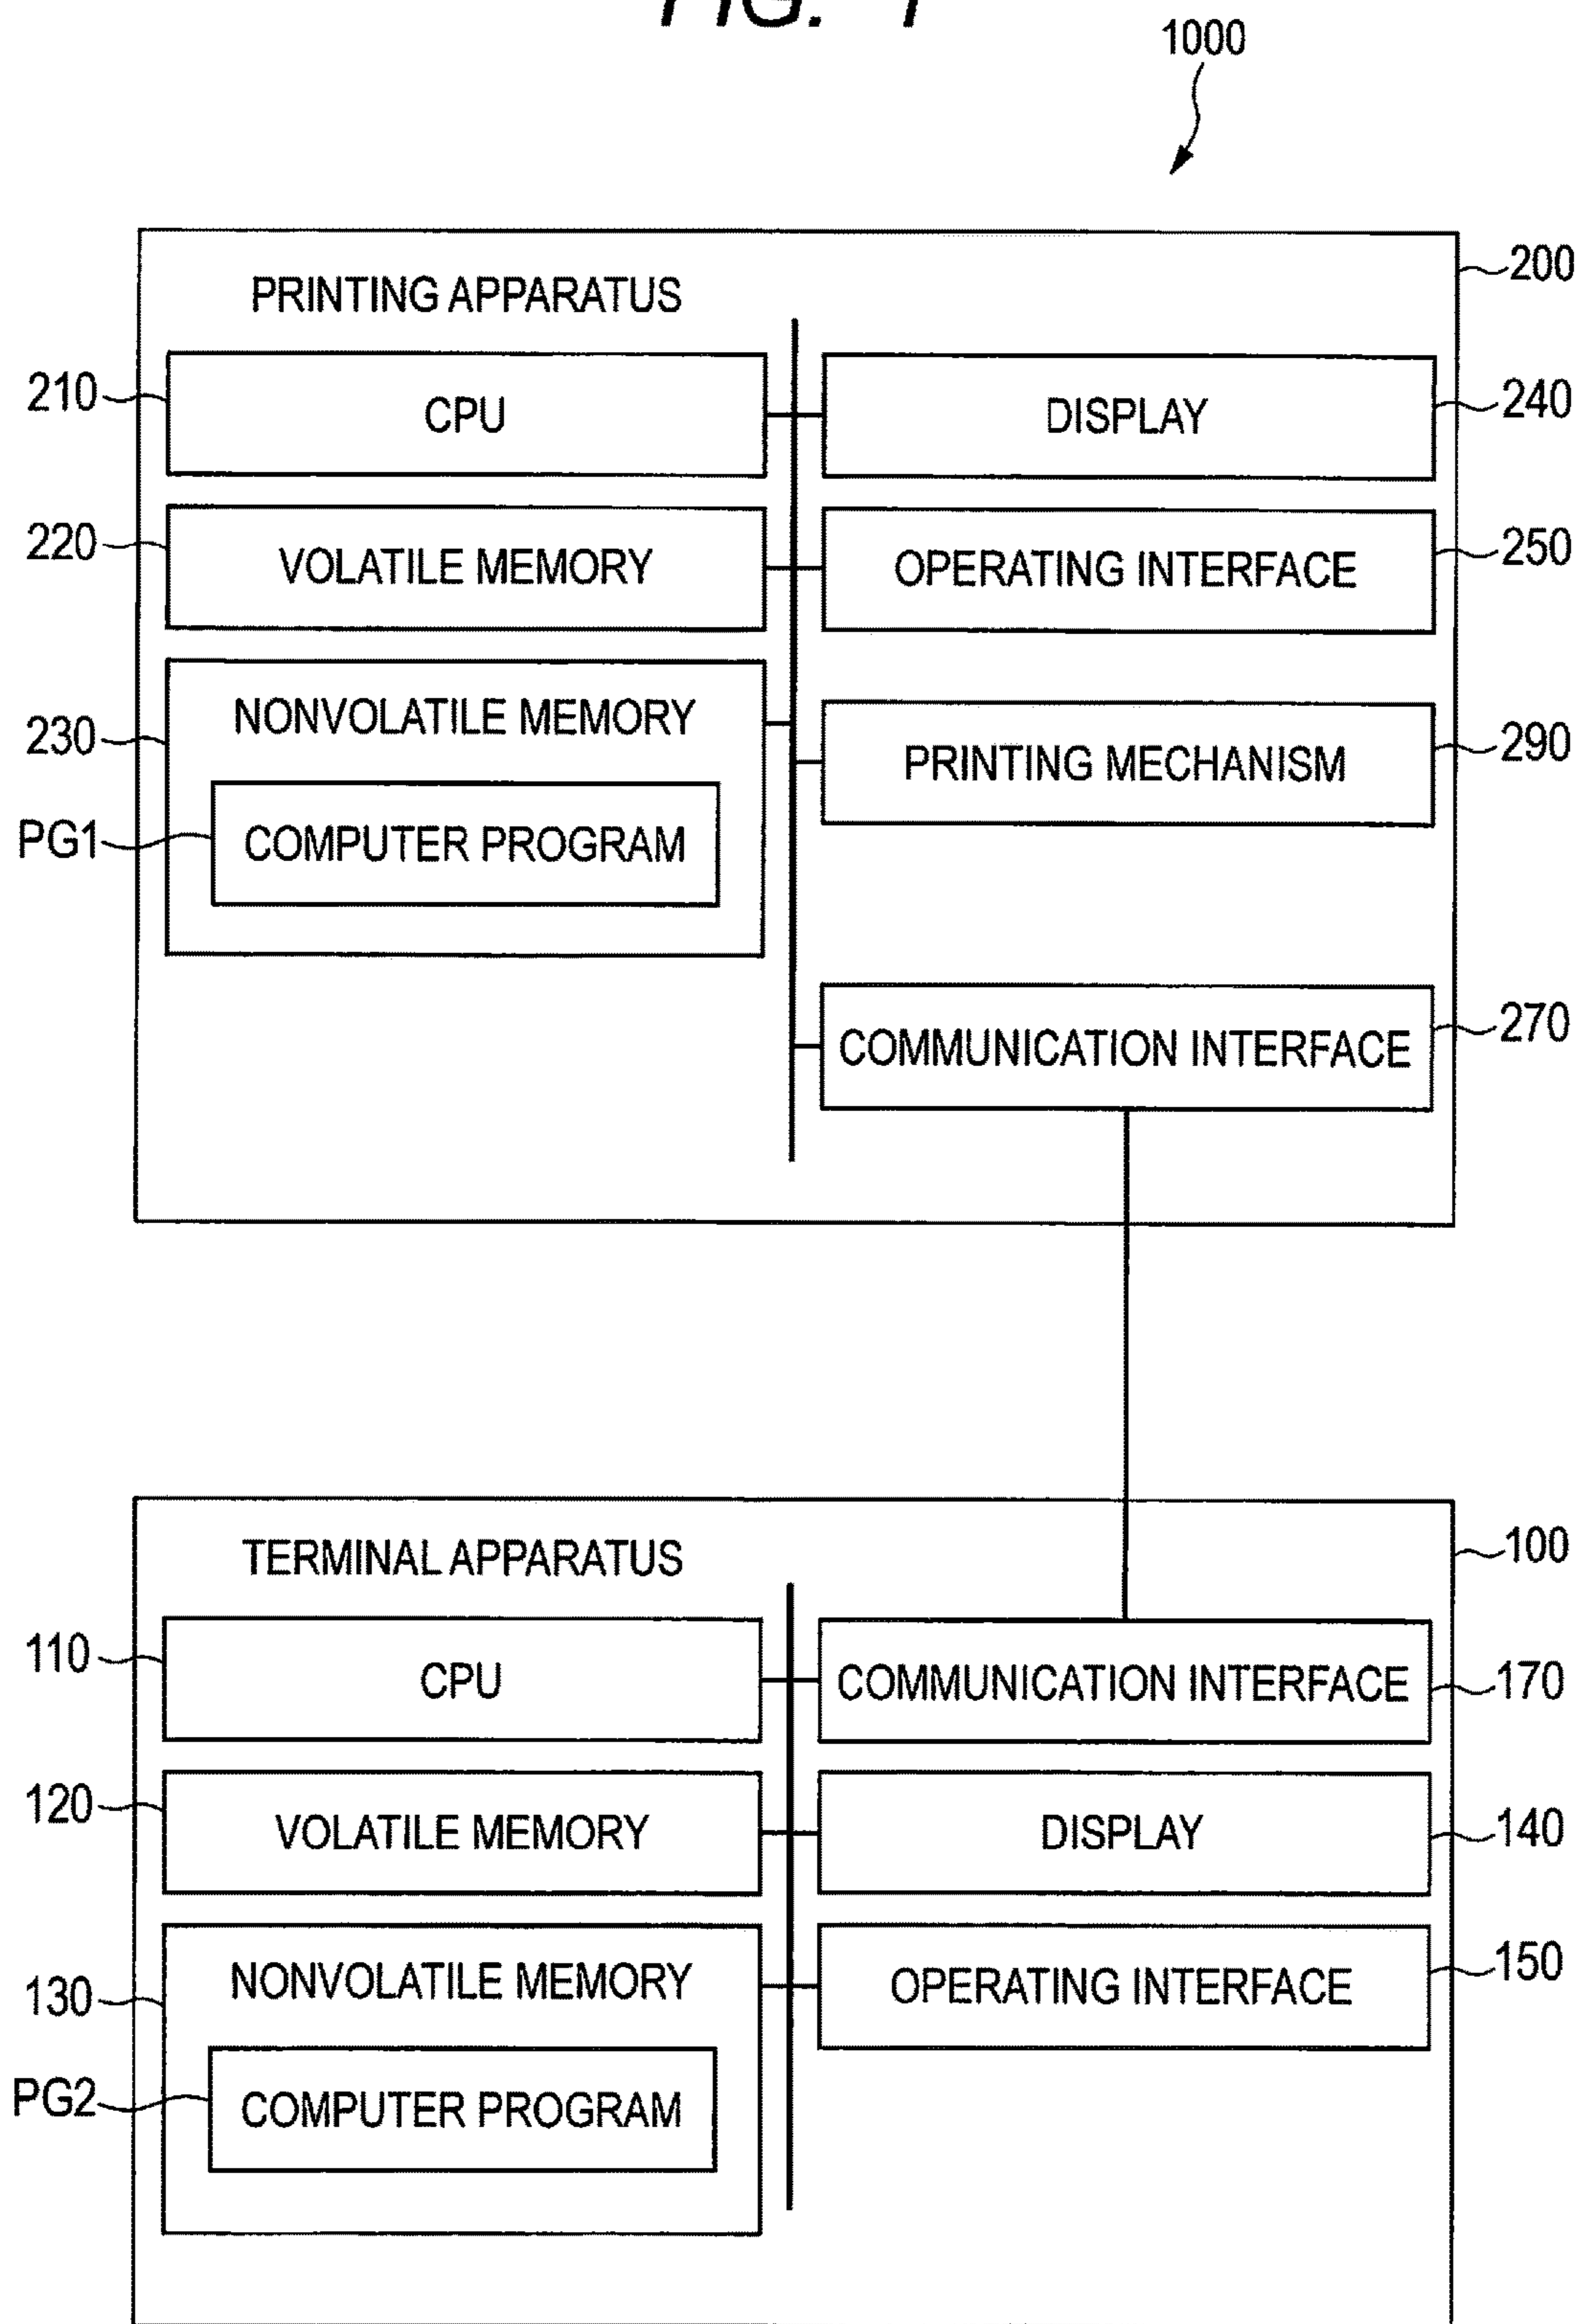 FIG. 1
1000
200
PRINTING APPARATUS
210
CPU
DISPLAY
240
220
VOLATILE MEMORY
OPERATING INTERFACE
250
230
NONVOLATILE MEMORY
PRINTING MECHANISM
290
PG1
COMPUTER PROGRAM
COMMUNICATION INTERFACE
270
TERMINAL APPARATUS
100
110
CPU
COMMUNICATION INTERFACE
170
120
VOLATILE MEMORY
DISPLAY
140
130
NONVOLATILE MEMORY
OPERATING INTERFACE
150
PG2
COMPUTER PROGRAM